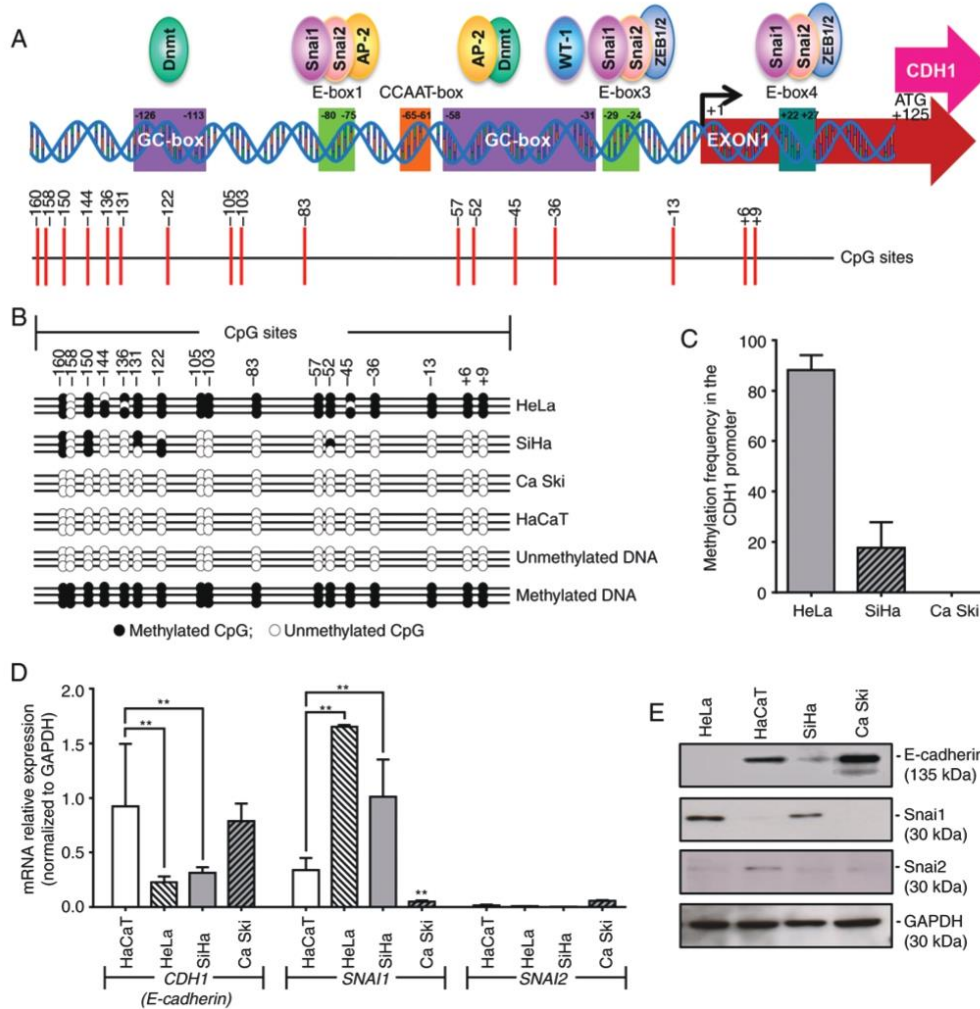 A
Dnmt
Snai1
Snai2
AP-2
AP-2
Dnmt
WT-1
Snai1
Snai2
ZEB1/2
Snai1
Snai2
ZEB1/2
CDH1
E-box1
CCAAT-box
E-box3
E-box4
ATG
+125
-126
-113
-80
-75
-65
-61
-58
-31
-29
-24
+1
+22
+27
GC-box
GC-box
EXON1
–160
–158
–150
–144
–136
–131
–122
–105
–103
–83
–57
–52
–45
–36
–13
+6
+9
CpG sites
B
CpG sites
–160
–158
–150
–144
–136
–131
–122
–105
–103
–83
–57
–52
–45
–36
–13
+6
+9
HeLa
SiHa
Ca Ski
HaCaT
Unmethylated DNA
Methylated DNA
Methylated CpG;
Unmethylated CpG
C
Methylation frequency in the
CDH1 promoter
100
80
60
40
20
0
HeLa
SiHa
Ca Ski
D
mRNA relative expression
(normalized to GAPDH)
2.0
1.5
1.0
0.5
0.0
**
**
**
**
**
HaCaT
HeLa
SiHa
Ca Ski
HaCaT
HeLa
SiHa
Ca Ski
HaCaT
HeLa
SiHa
Ca Ski
CDH1
(E-cadherin)
SNAI1
SNAI2
E
HeLa
HaCaT
SiHa
Ca Ski
- E-cadherin
(135 kDa)
- Snai1
(30 kDa)
- Snai2
(30 kDa)
- GAPDH
(30 kDa)